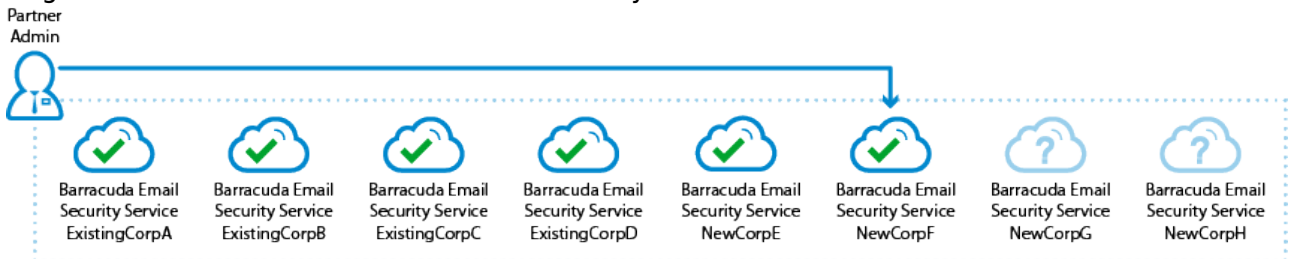 Partner
Admin
Barracuda Email
Security Service
ExistingCorpA
Barracuda Email
Security Service
ExistingCorpB
Barracuda Email
Security Service
ExistingCorpC
Barracuda Email
Security Service
ExistingCorpD
Barracuda Email
Security Service
NewCorpE
Barracuda Email
Security Service
NewCorpF
?
Barracuda Email
Security Service
NewCorpG
?
Barracuda Email
Security Service
NewCorpH